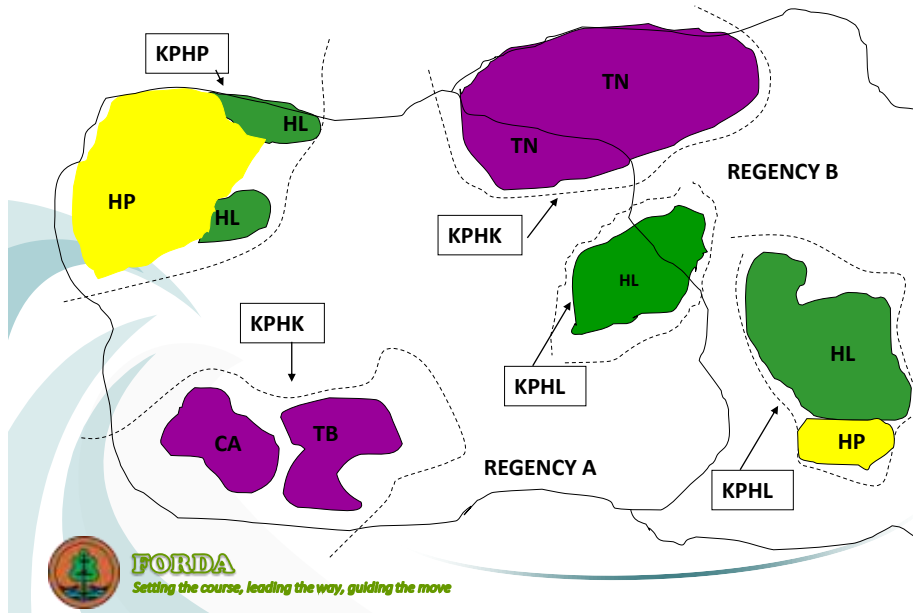 KPHP
TN
HL
TN
REGENCY B
HP
HL
KPHK
HL
KPHK
HL
KPHL
CA
TB
HP
REGENCY A
KPHL
FORDA
Setting the course, leading the way, guiding the move